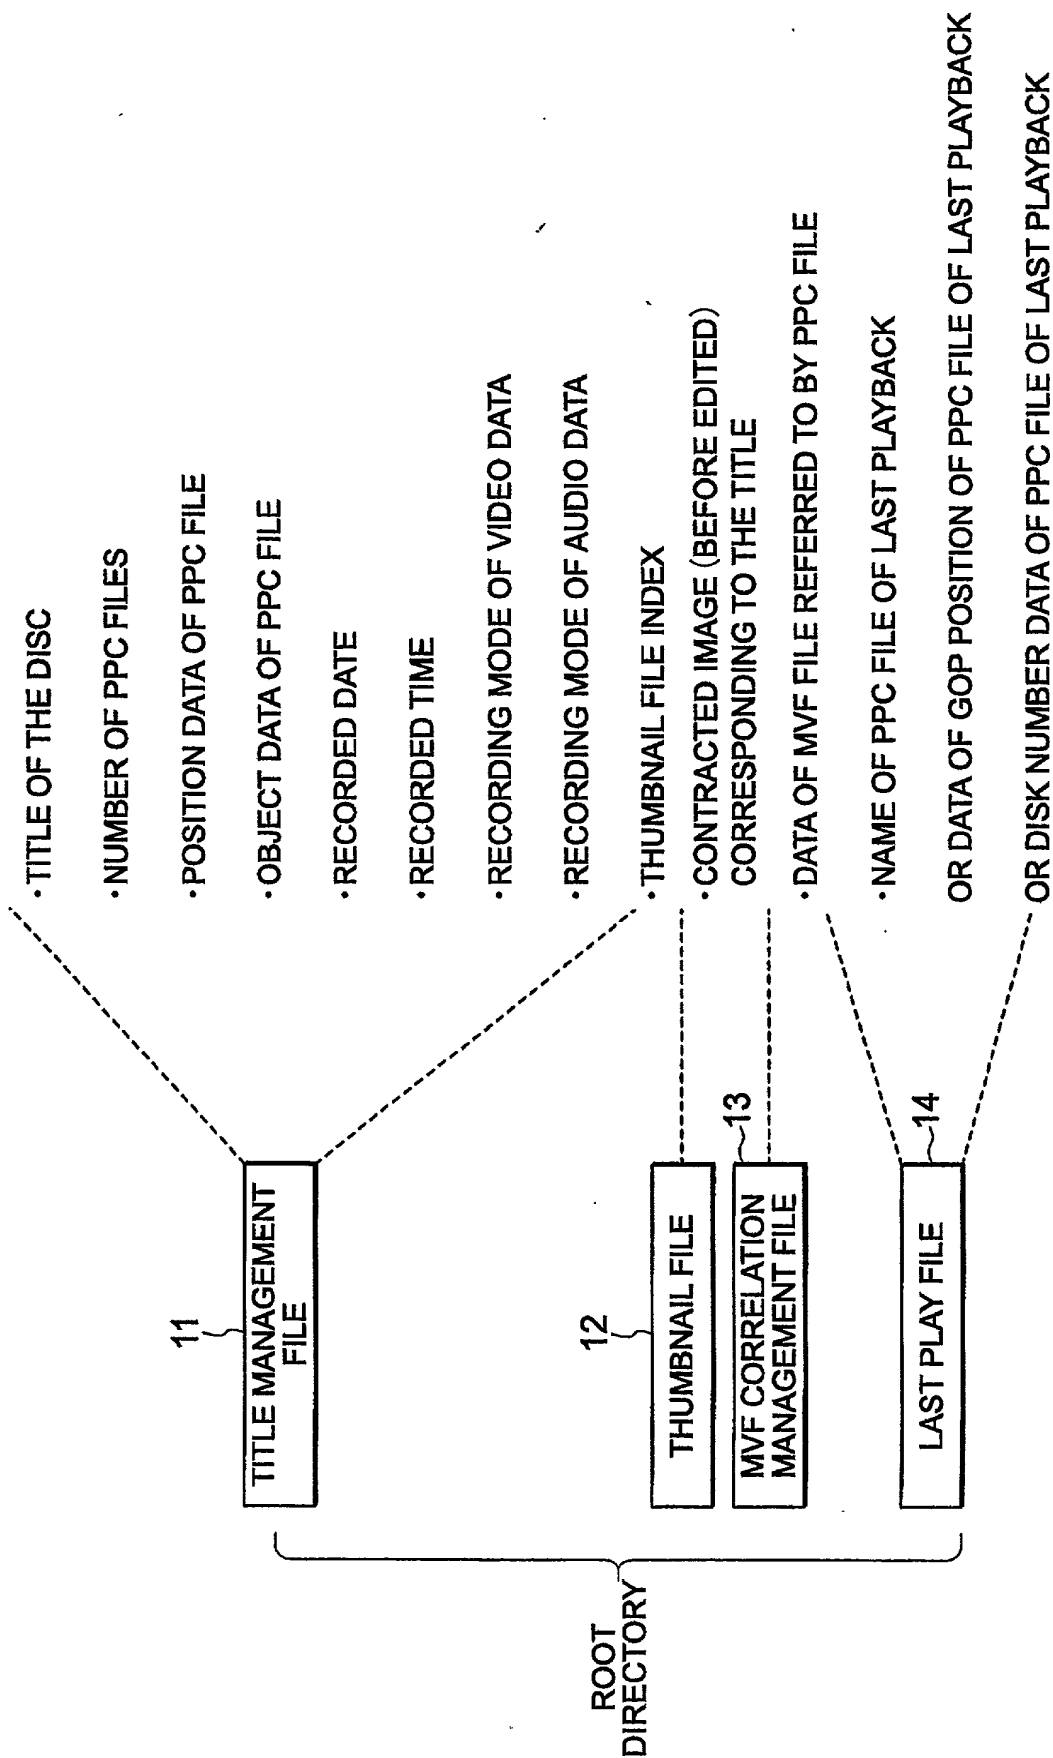 ROOT
DIRECTORY
11
TITLE MANAGEMENT
FILE
•TITLE OF THE DISC
•NUMBER OF PPC FILES
•POSITION DATA OF PPC FILE
•OBJECT DATA OF PPC FILE
•RECORDED DATE
•RECORDED TIME
•RECORDING MODE OF VIDEO DATA
•RECORDING MODE OF AUDIO DATA
•THUMBNAIL FILE INDEX
12
THUMBNAIL FILE
•CONTRACTED IMAGE (BEFORE EDITED)
CORRESPONDING TO THE TITLE
13
MVF CORRELATION
MANAGEMENT FILE
•DATA OF MVF FILE REFERRED TO BY PPC FILE
14
LAST PLAY FILE
•NAME OF PPC FILE OF LAST PLAYBACK
OR DATA OF GOP POSITION OF PPC FILE OF LAST PLAYBACK
OR DISK NUMBER DATA OF PPC FILE OF LAST PLAYBACK